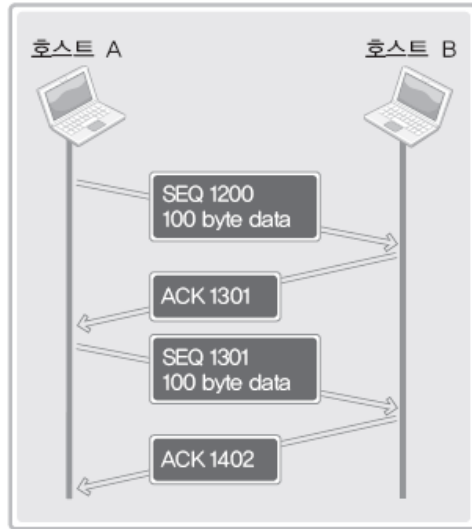 호스트 A
호스트 B
SEQ 1200
100 byte data
ACK 1301
SEQ 1301
100 byte data
ACK 1402